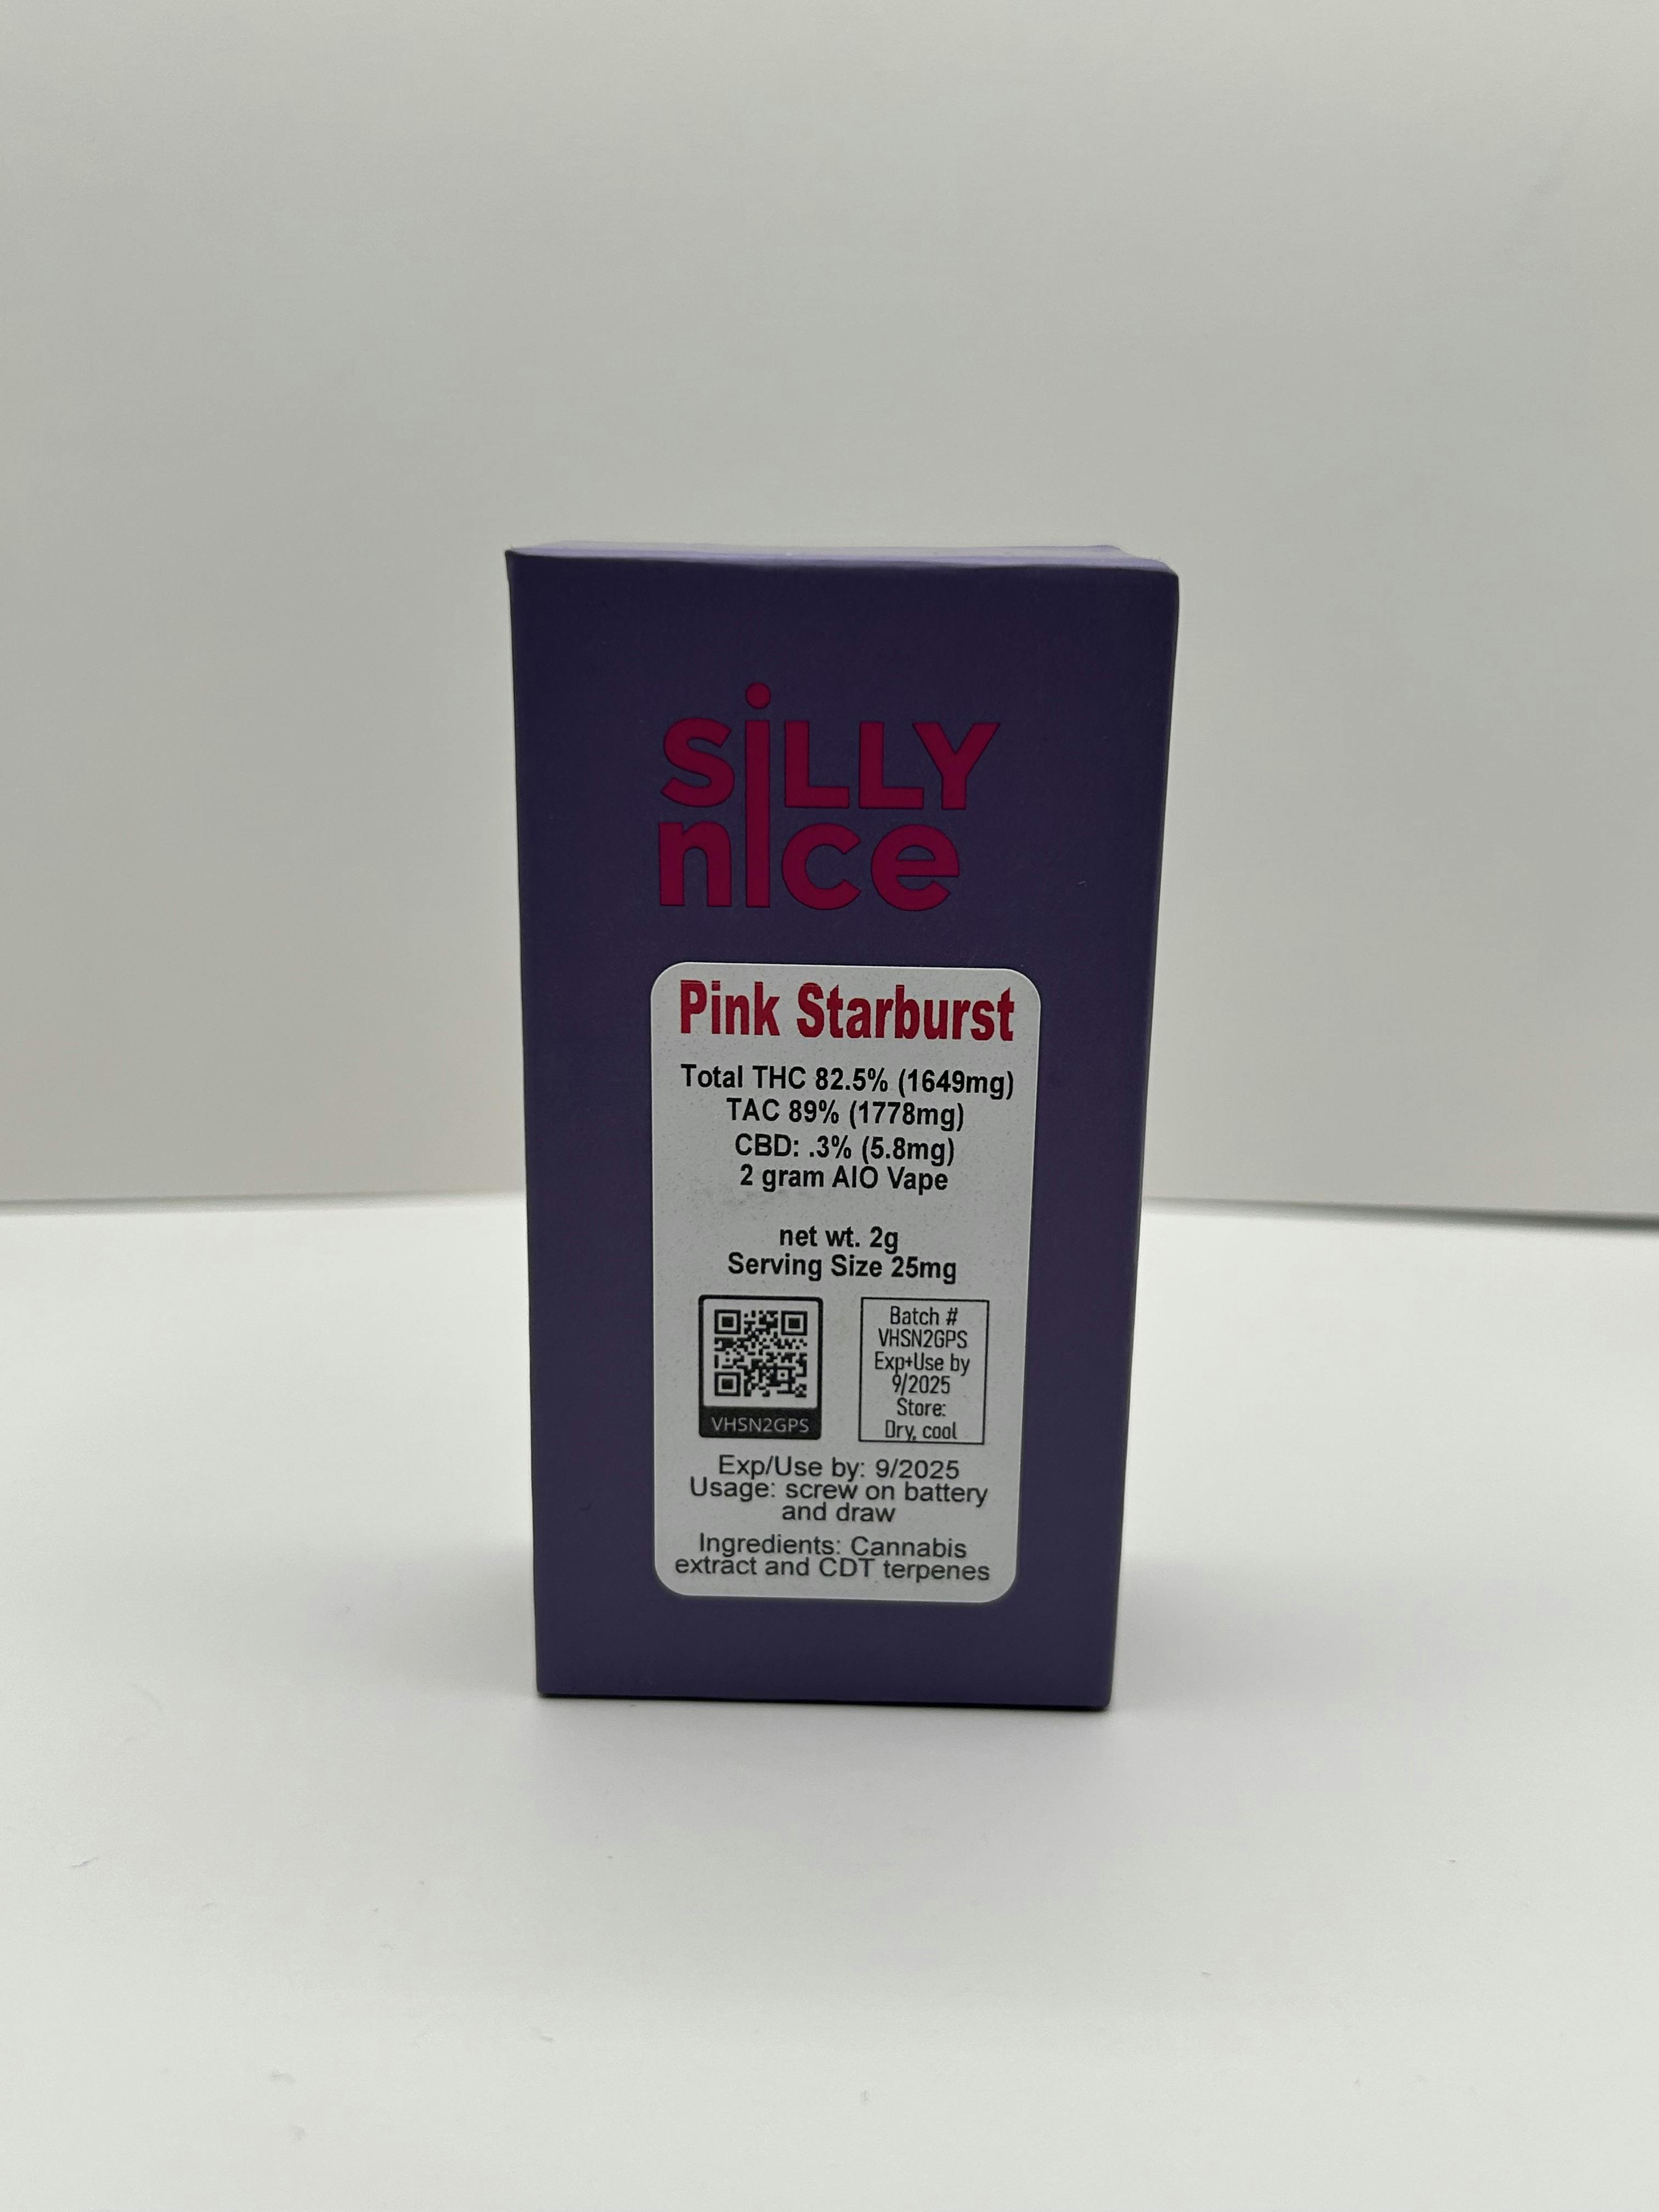 siLLY
nice
Pink Starburst
Total THC 82.5% (1649mg)
TAC 89% (1778mg)
CBD: .3% (5.8mg)
2 gram AIO Vape
net wt. 2g
Serving Size 25mg
VHSN2GPS
Batch #
VHSN2GPS
Exp+Use by
9/2025
Store:
Dry, cool
Exp/Use by: 9/2025
Usage: screw on battery
and draw
Ingredients: Cannabis
extract and CDT terpenes